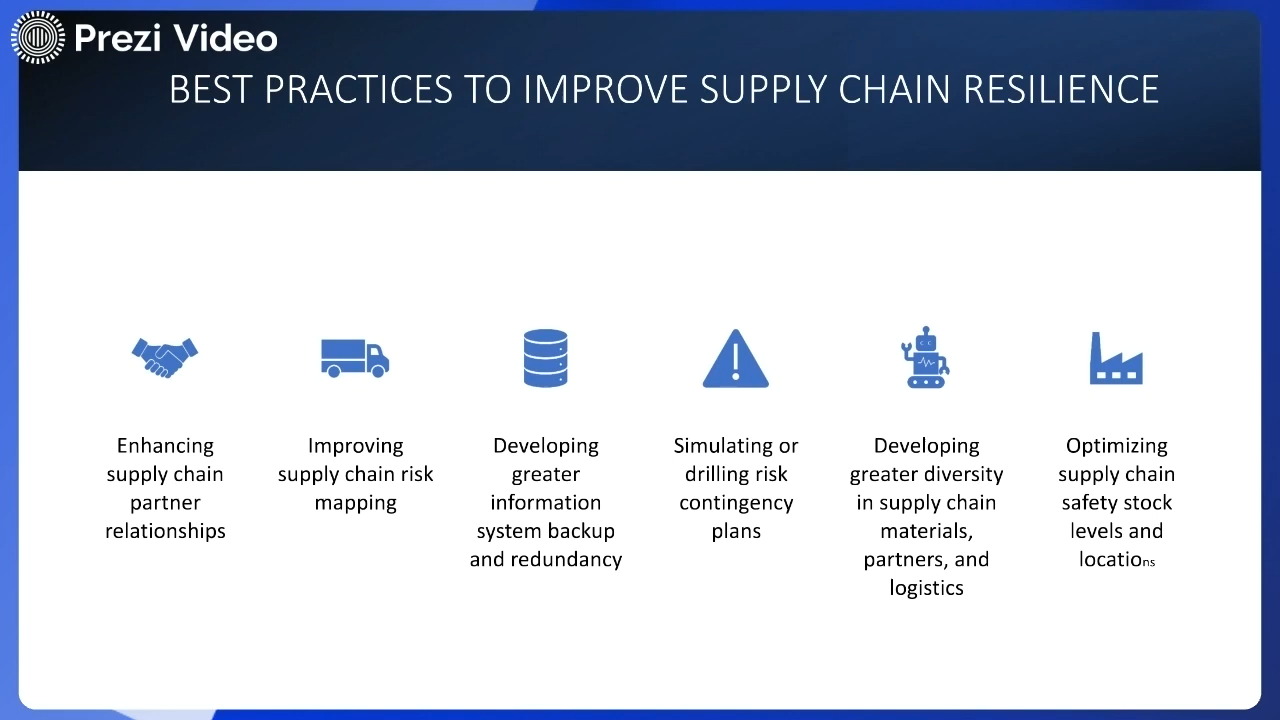 Prezi Video
BEST PRACTICES TO IMPROVE SUPPLY CHAIN RESILIENCE
Enhancing
supply chain
partner
relationships
Improving
supply chain risk
mapping
Developing
greater
information
system backup
and redundancy
Simulating or
drilling risk
contingency
plans
Developing
greater diversity
in supply chain
materials,
partners, and
logistics
Optimizing
supply chain
safety stock
levels and
locations